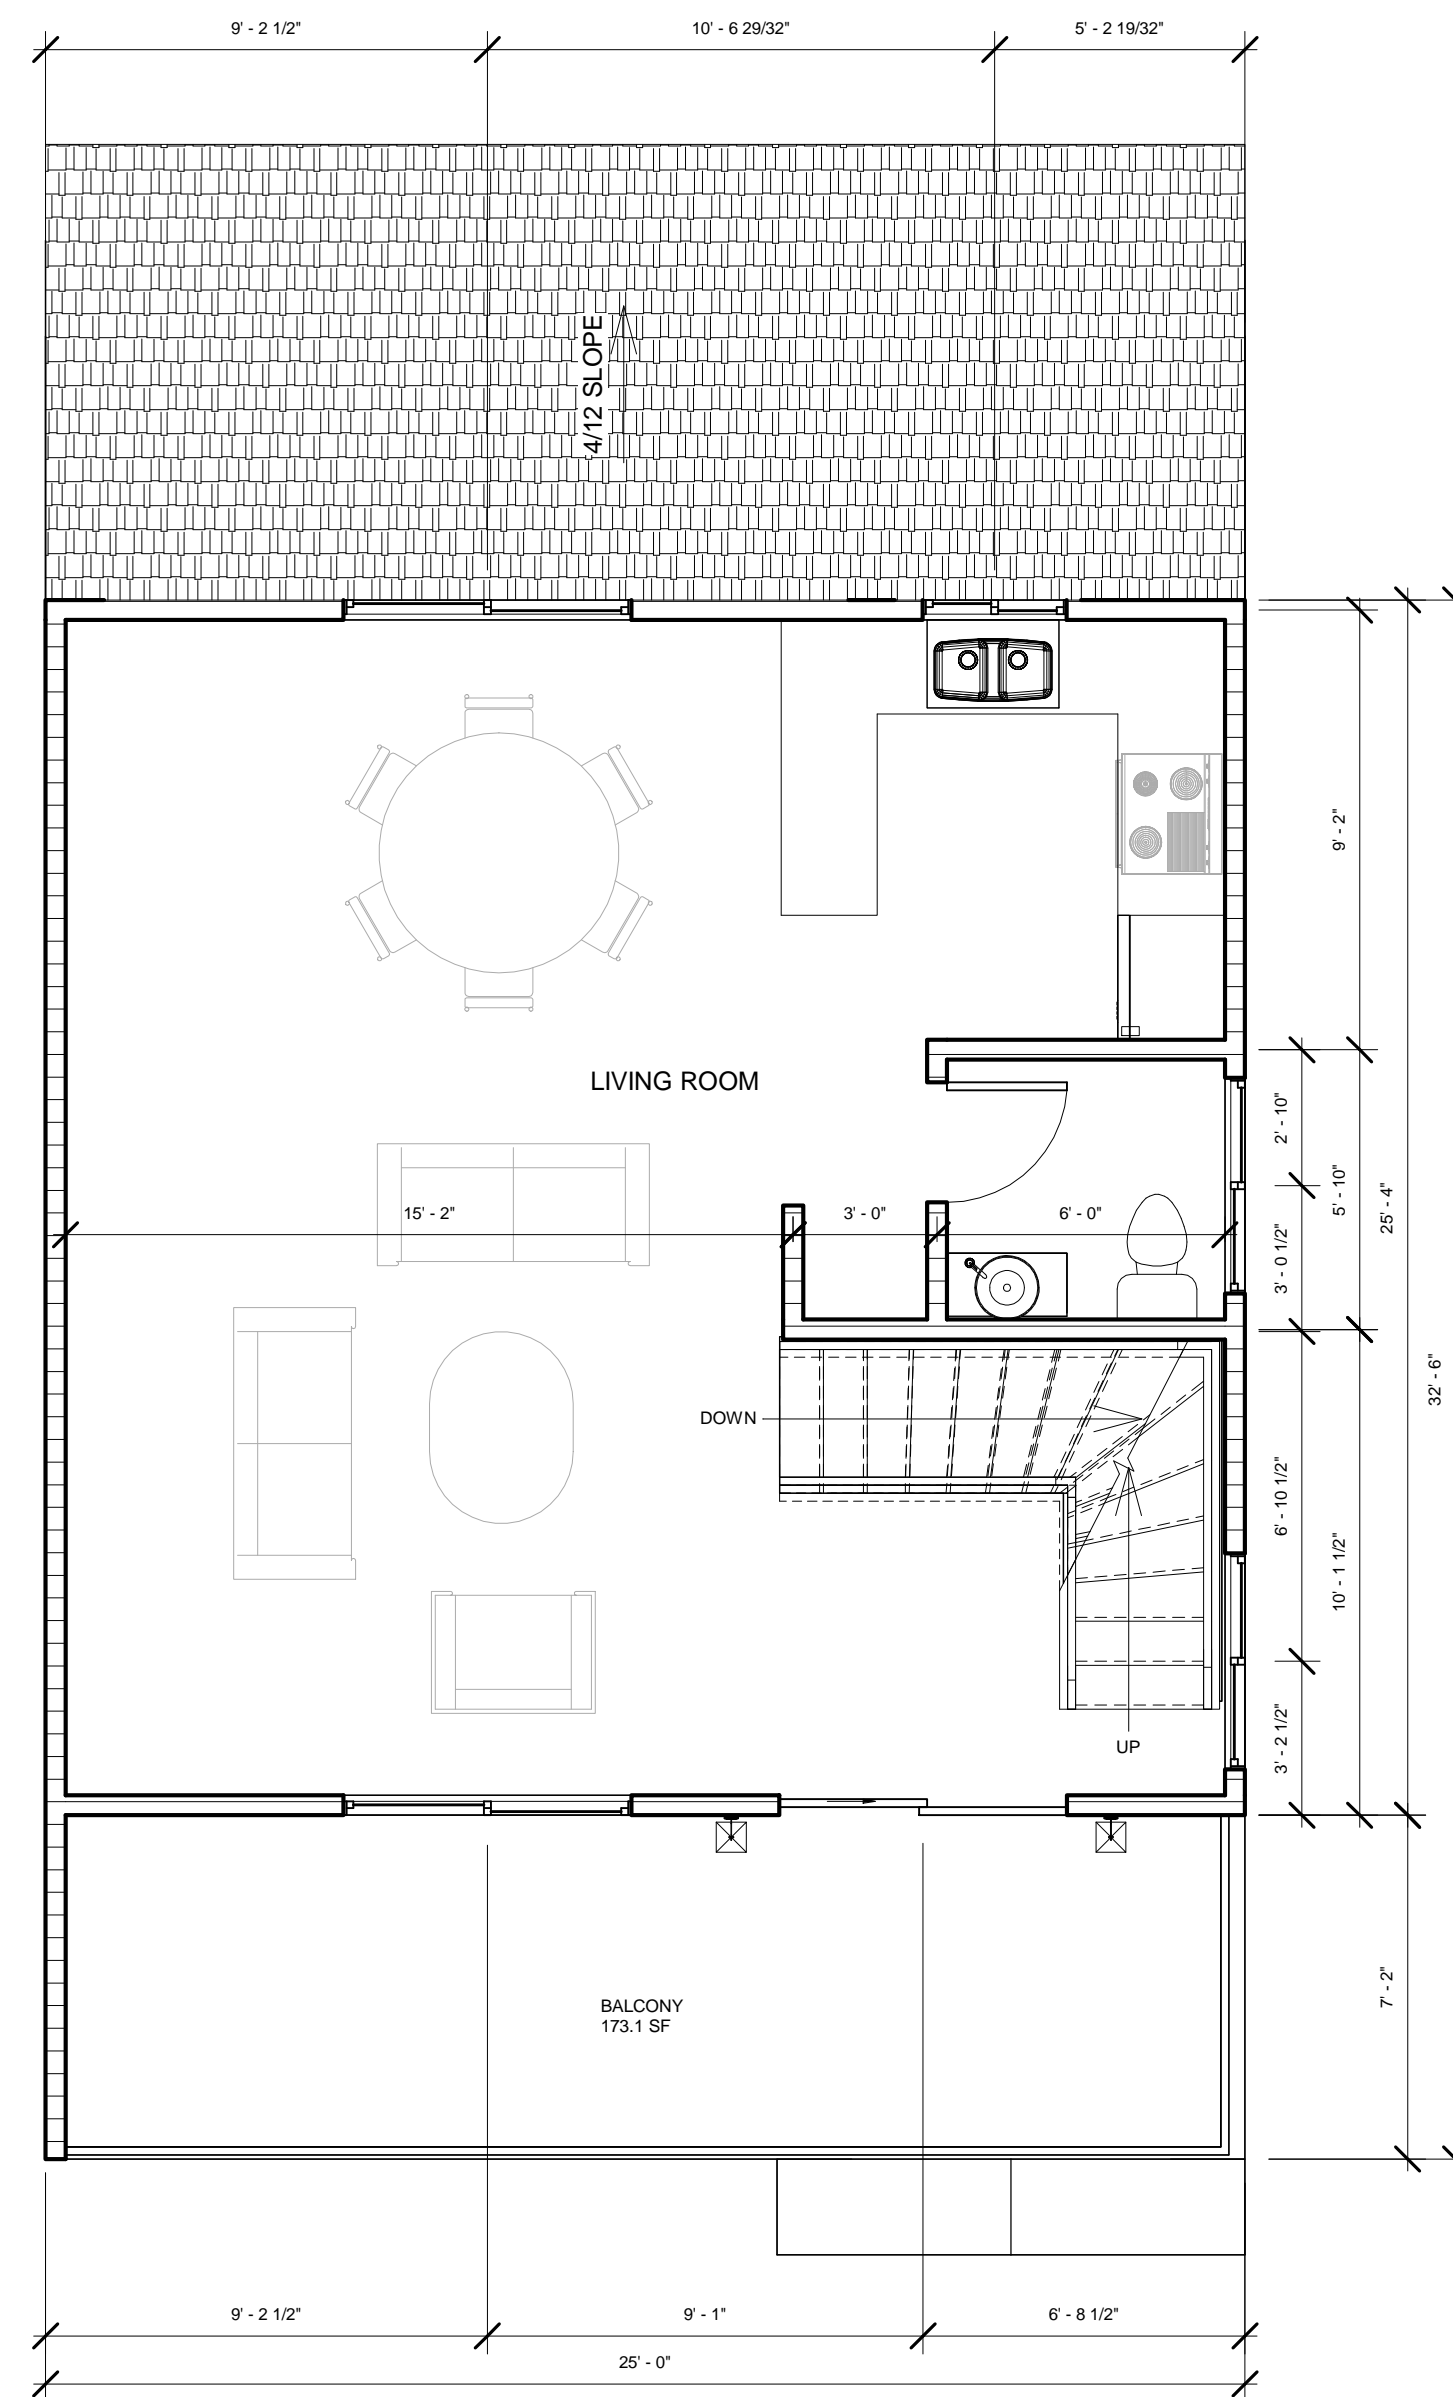 9' - 2 1/2"
10' - 6 29/32"
5' - 2 19/32"
4/12 SLOPE
9' - 2"
LIVING ROOM
2' - 10"
5' - 10"
25' - 4"
15' - 2"
3' - 0"
6' - 0"
3' - 0 1/2"
32' - 6"
DOWN
6' - 10 1/2"
10' - 1 1/2"
UP
3' - 2 1/2"
7' - 2"
BALCONY
173.1 SF
9' - 2 1/2"
9' - 1"
6' - 8 1/2"
25' - 0"